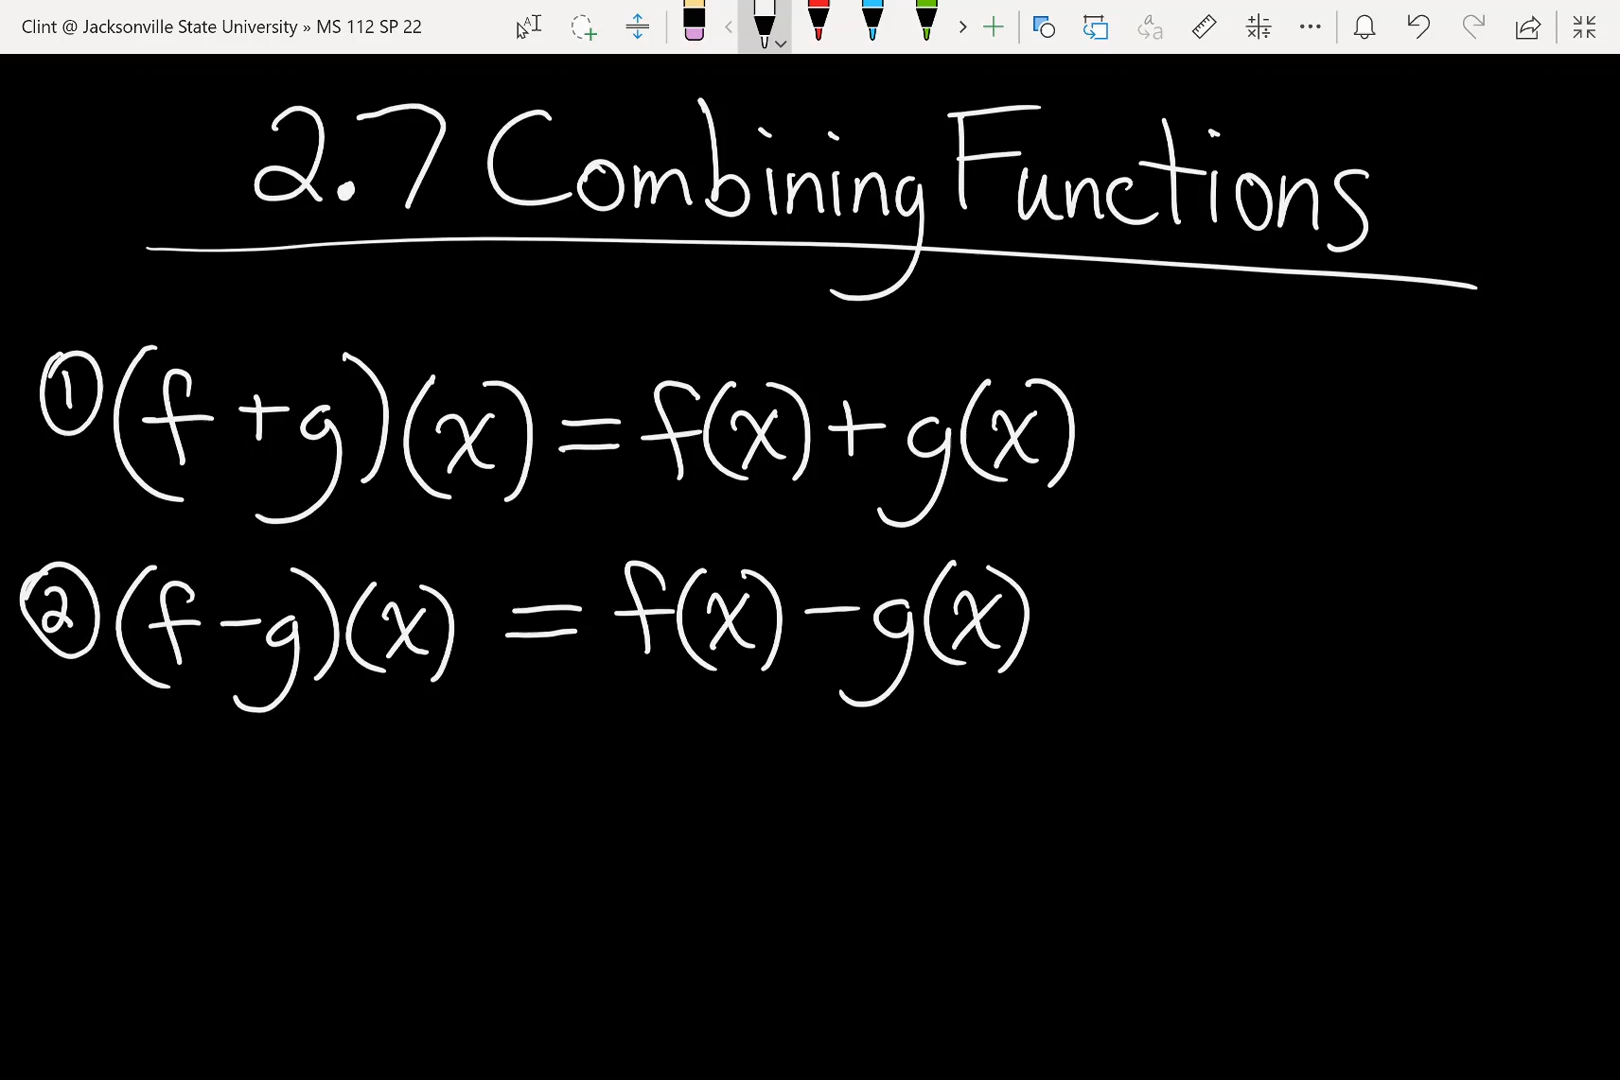 Clint @ Jacksonville State University » MS 112 SP 22
2.7 Combining Functions
① (f + g)(x) = f(x) + g(x)
② (f - g)(x) = f(x) - g(x)